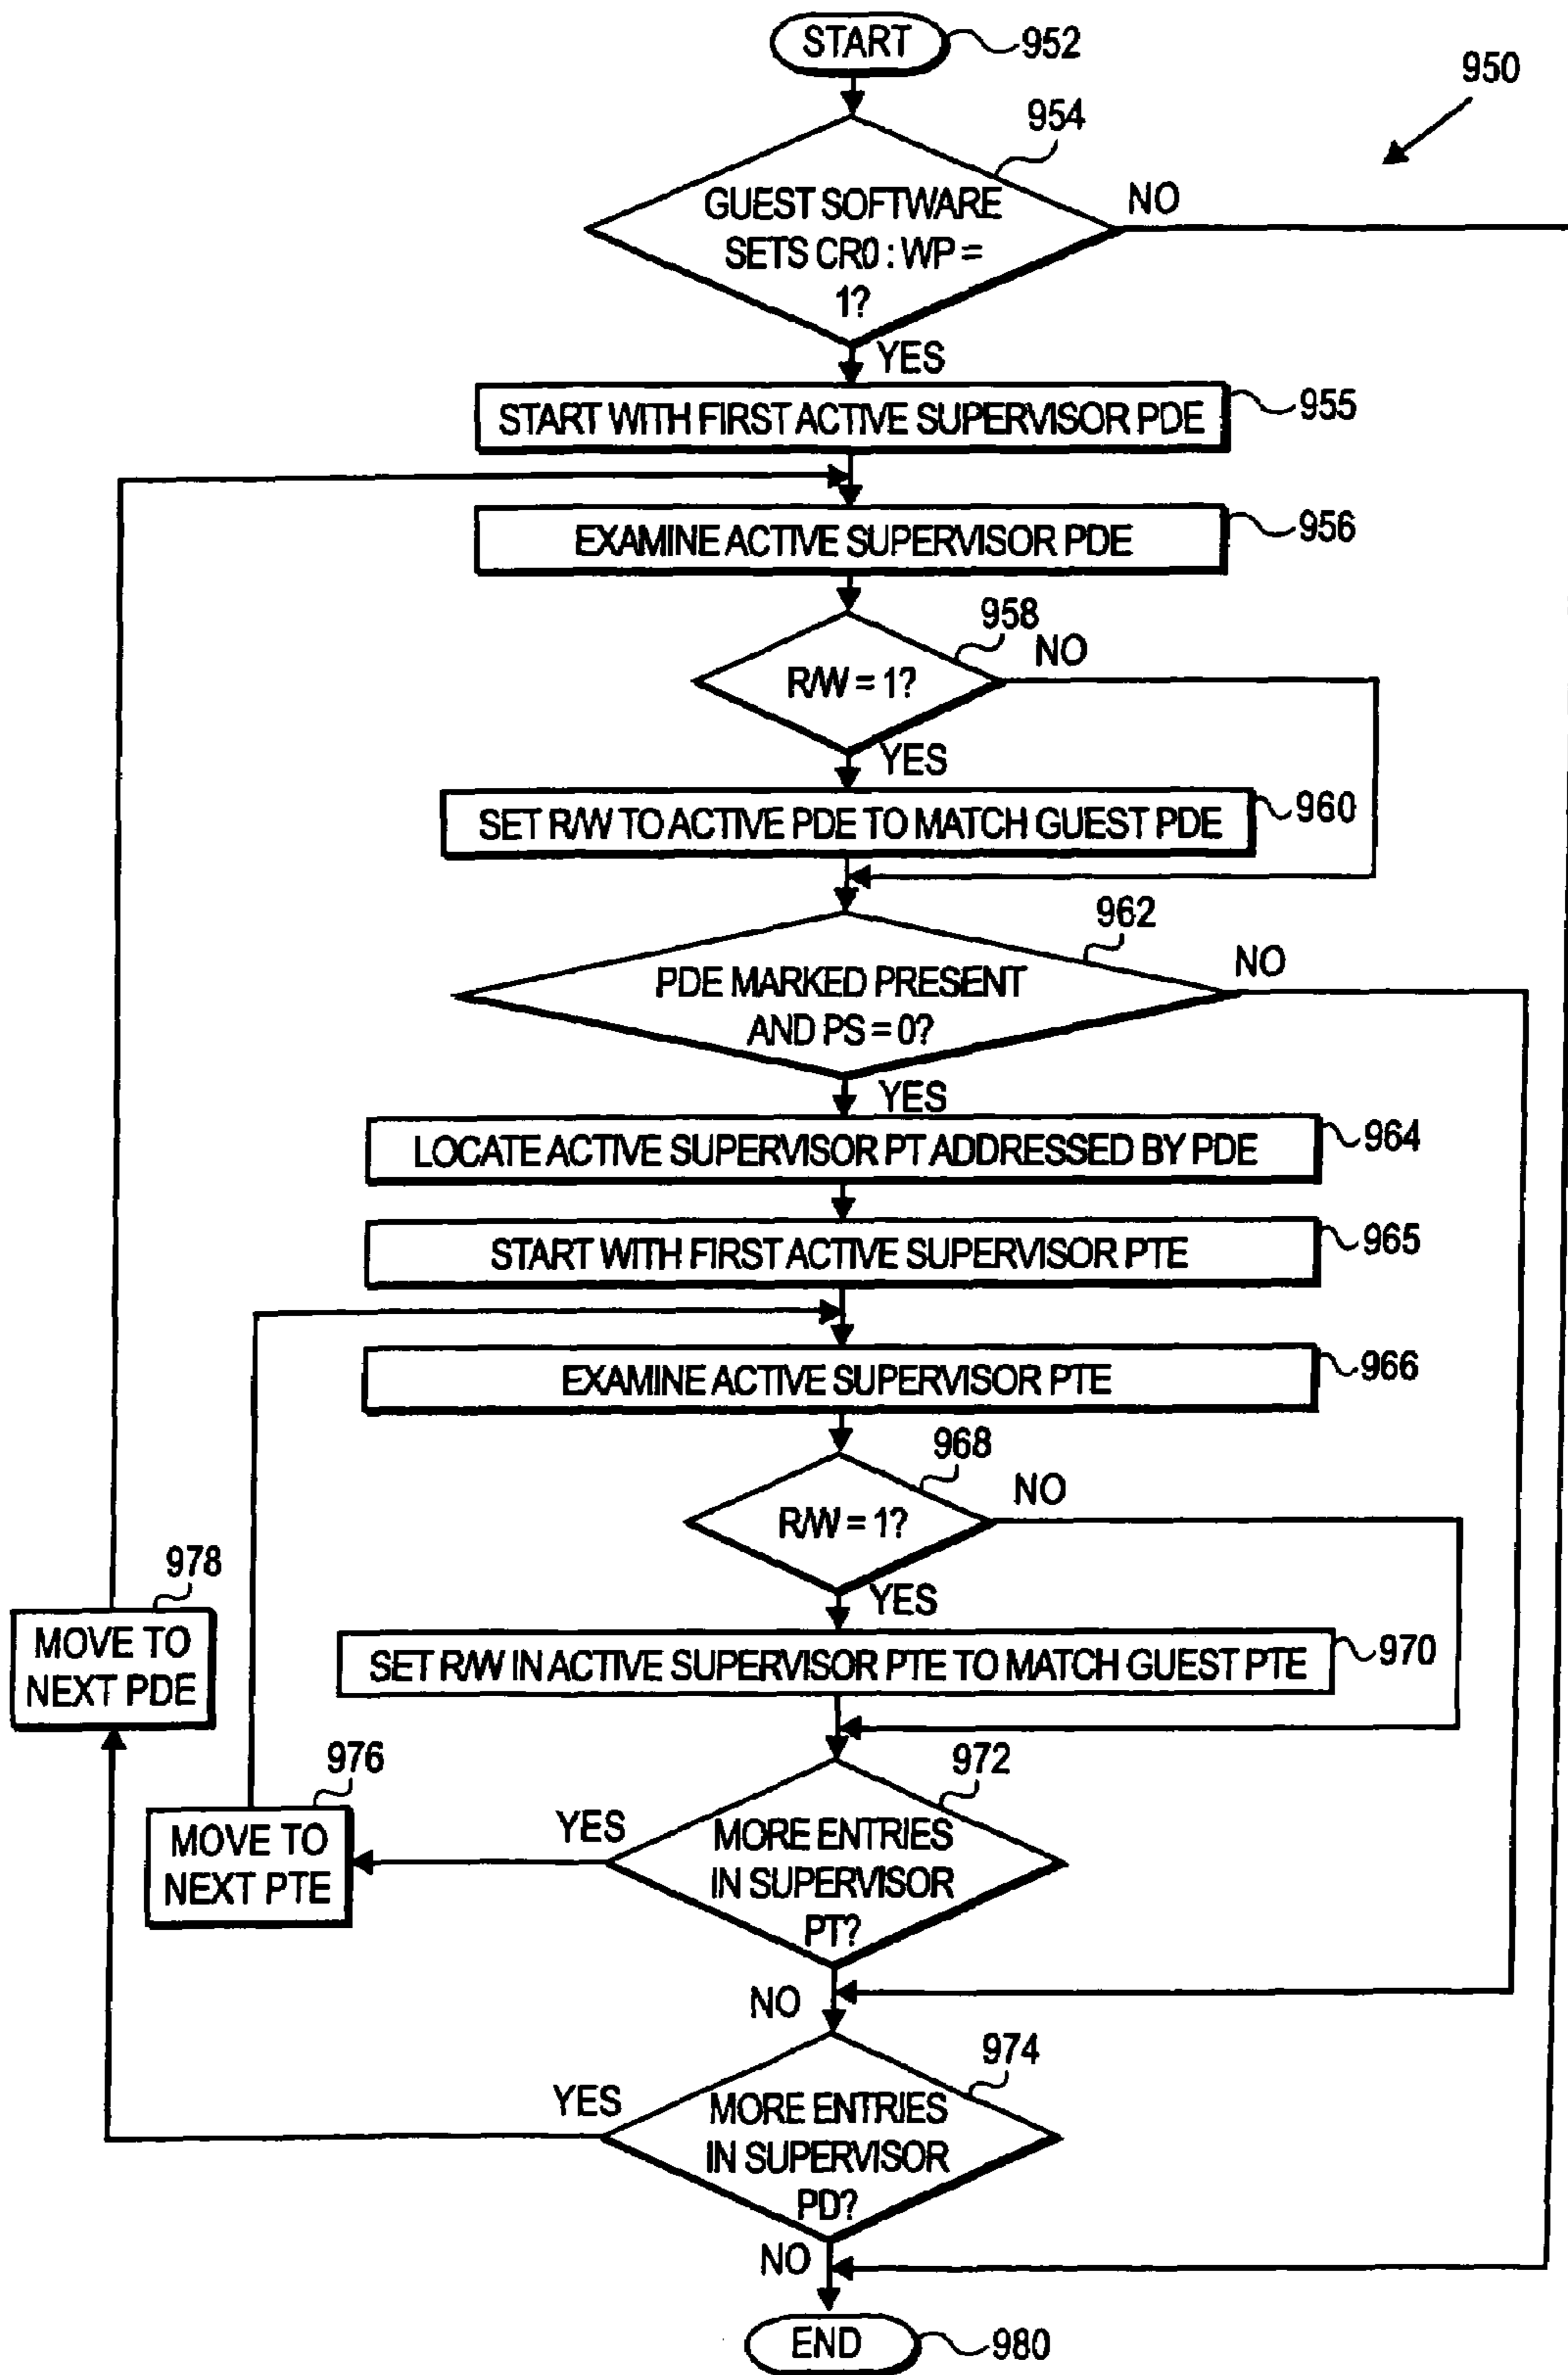 START
952
950
954
GUEST SOFTWARE
SETS CR0 : WP =
1?
NO
YES
START WITH FIRST ACTIVE SUPERVISOR PDE
955
EXAMINE ACTIVE SUPERVISOR PDE
956
958
R/W = 1?
NO
YES
SET R/W TO ACTIVE PDE TO MATCH GUEST PDE
960
962
PDE MARKED PRESENT
AND PS = 0?
NO
YES
LOCATE ACTIVE SUPERVISOR PT ADDRESSED BY PDE
964
START WITH FIRST ACTIVE SUPERVISOR PTE
965
EXAMINE ACTIVE SUPERVISOR PTE
966
968
R/W = 1?
NO
YES
978
MOVE TO
NEXT PDE
SET R/W IN ACTIVE SUPERVISOR PTE TO MATCH GUEST PTE
970
976
MOVE TO
NEXT PTE
972
YES
MORE ENTRIES
IN SUPERVISOR
PT?
NO
974
YES
MORE ENTRIES
IN SUPERVISOR
PD?
NO
END
980